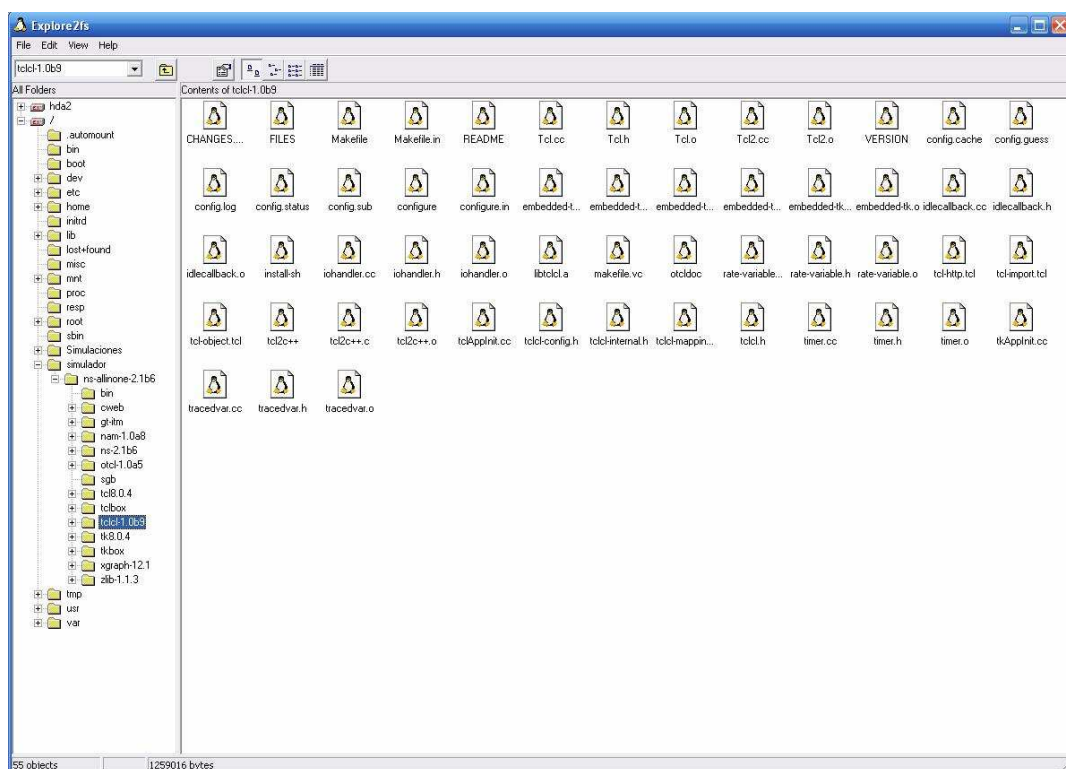 Explore2fs
File Edit View Help
tclcl-1.0b9
All Folders
Contents of tclcl-1.0b9
hda2
/
.automount
bin
boot
dev
etc
home
initrd
lib
lost+found
misc
mnt
proc
resp
root
sbin
Simulaciones
simulador
ns-allinone-2.1b6
bin
cweb
gt-itm
nam-1.0a8
ns-2.1b6
otcl-1.0a5
sgb
tcl8.0.4
tclbox
tclcl-1.0b9
tk8.0.4
tkbox
xgraph-12.1
zlib-1.1.3
tmp
usr
var
CHANGES.... FILES Makefile Makefile.in README Tcl.cc Tcl.h Tcl.o Tcl2.cc Tcl2.o VERSION config.cache config.guess
config.log config.status config.sub configure configure.in embedded-t... embedded-t... embedded-t... embedded-t... embedded-tk... embedded-tk.o idlecallback.cc idlecallback.h
idlecallback.o install-sh iohandler.cc iohandler.h iohandler.o libtclcl.a makefile.vc otcldoc rate-variable... rate-variable.h rate-variable.o tcl-http.tcl tcl-import.tcl
tcl-object.tcl tcl2c++ tcl2c++.c tcl2c++.o tclAppInit.cc tclcl-config.h tclcl-internal.h tclcl-mappin... tclcl.h timer.cc timer.h timer.o tkAppInit.cc
tracedvar.cc tracedvar.h tracedvar.o
55 objects 1259016 bytes